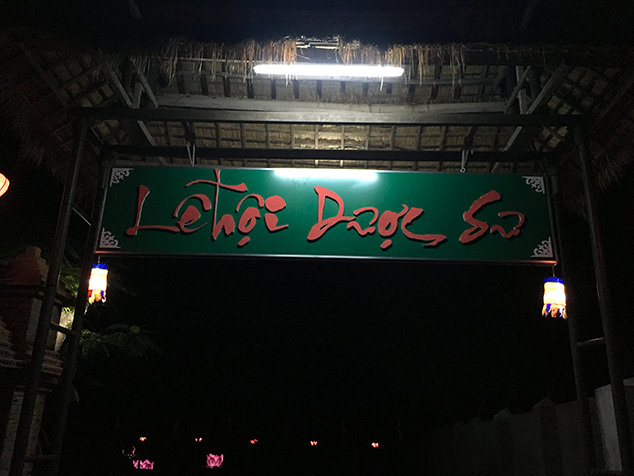 Lễ hội Dược Sư